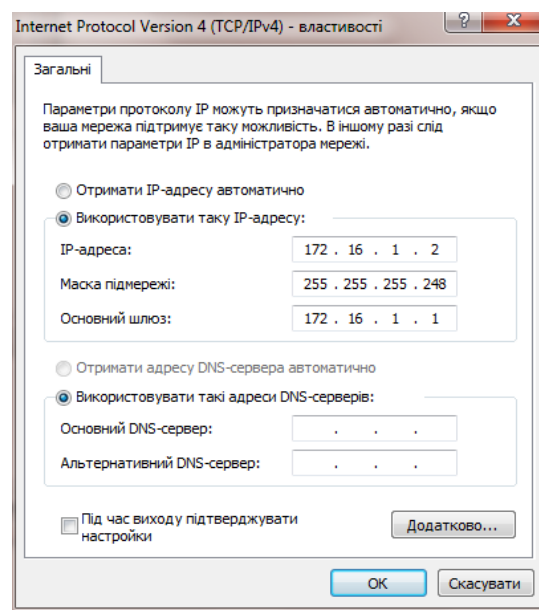 Internet Protocol Version 4 (TCP/IPv4) - властивості
Загальні
Параметри протоколу IP можуть призначатися автоматично, якщо
ваша мережа підтримує таку можливість. В іншому разі слід
отримати параметри IP в адміністратора мережі.
Отримати IP-адресу автоматично
Використовувати таку IP-адресу:
IP-адреса: 172 . 16 . 1 . 2
Маска підмережі: 255 . 255 . 255 . 248
Основний шлюз: 172 . 16 . 1 . 1
Отримати адресу DNS-сервера автоматично
Використовувати такі адреси DNS-серверів:
Основний DNS-сервер: . . .
Альтернативний DNS-сервер: . . .
Під час виходу підтверджувати
настройки
Додатково...
ОК Скасувати